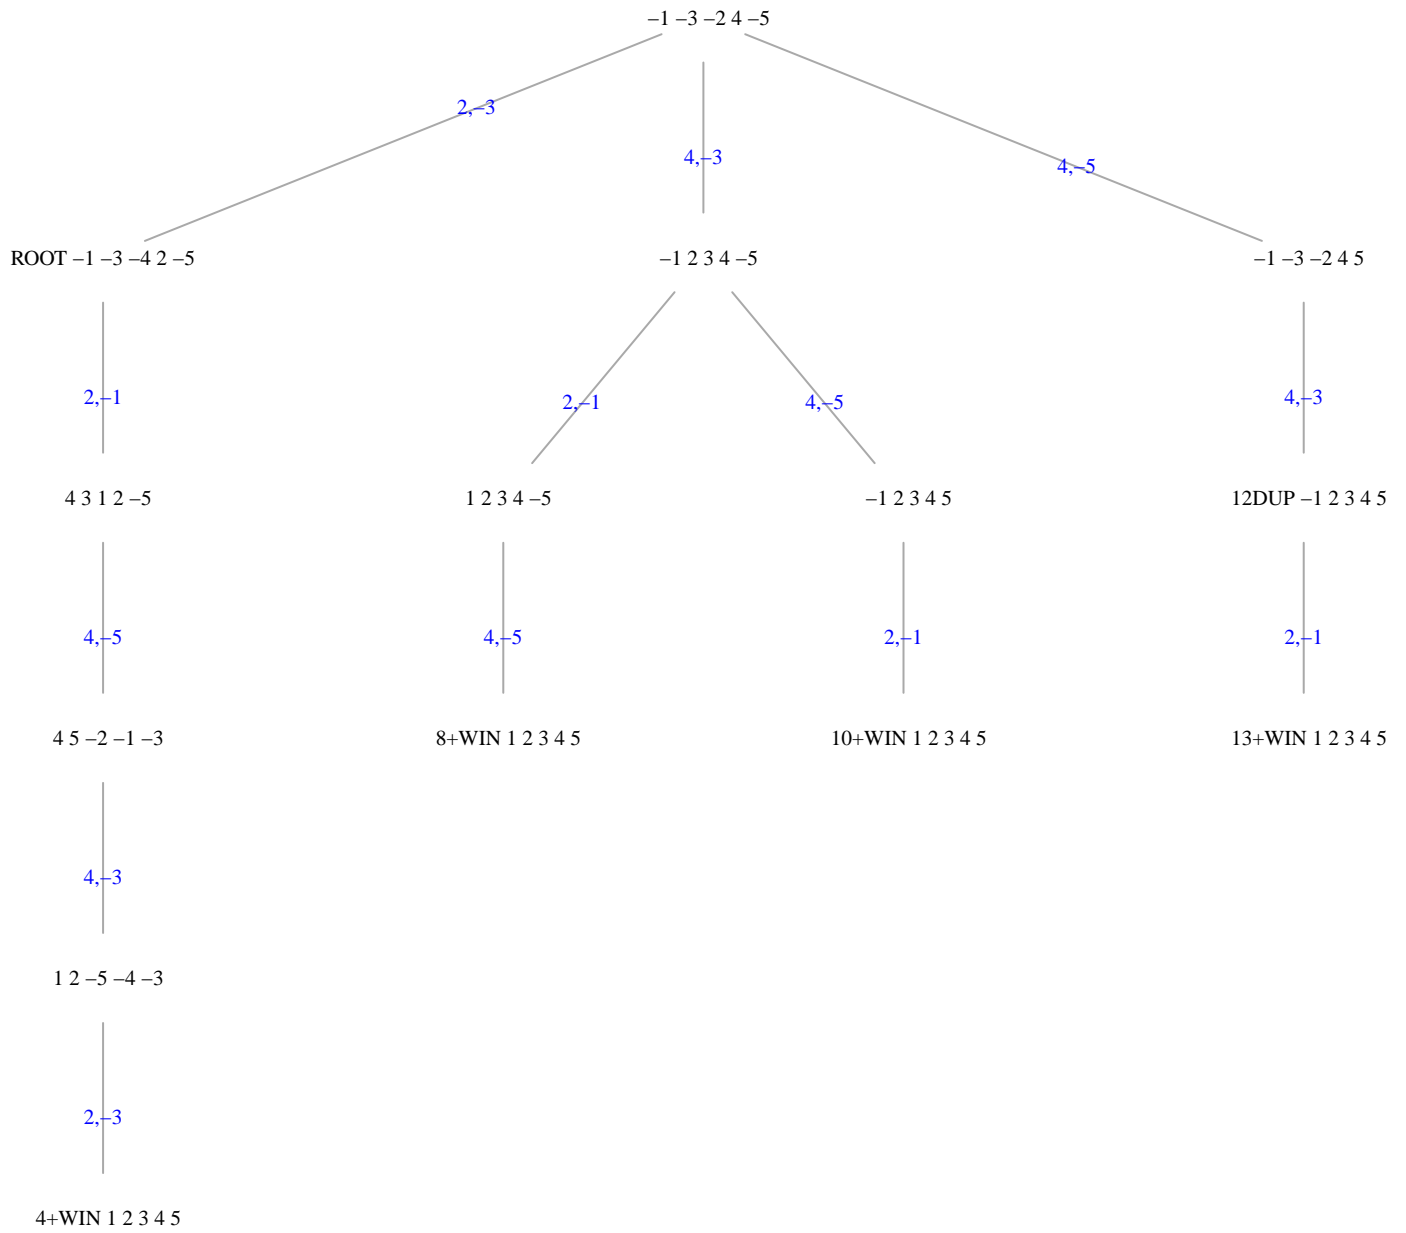 –1 –3 –2 4 –5
2,–3
4,–3
4,–5
ROOT –1 –3 –4 2 –5
–1 2 3 4 –5
–1 –3 –2 4 5
2,–1
2,–1
4,–5
4,–3
4 3 1 2 –5
1 2 3 4 –5
–1 2 3 4 5
12DUP –1 2 3 4 5
4,–5
4,–5
2,–1
2,–1
4 5 –2 –1 –3
8+WIN 1 2 3 4 5
10+WIN 1 2 3 4 5
13+WIN 1 2 3 4 5
4,–3
1 2 –5 –4 –3
2,–3
4+WIN 1 2 3 4 5